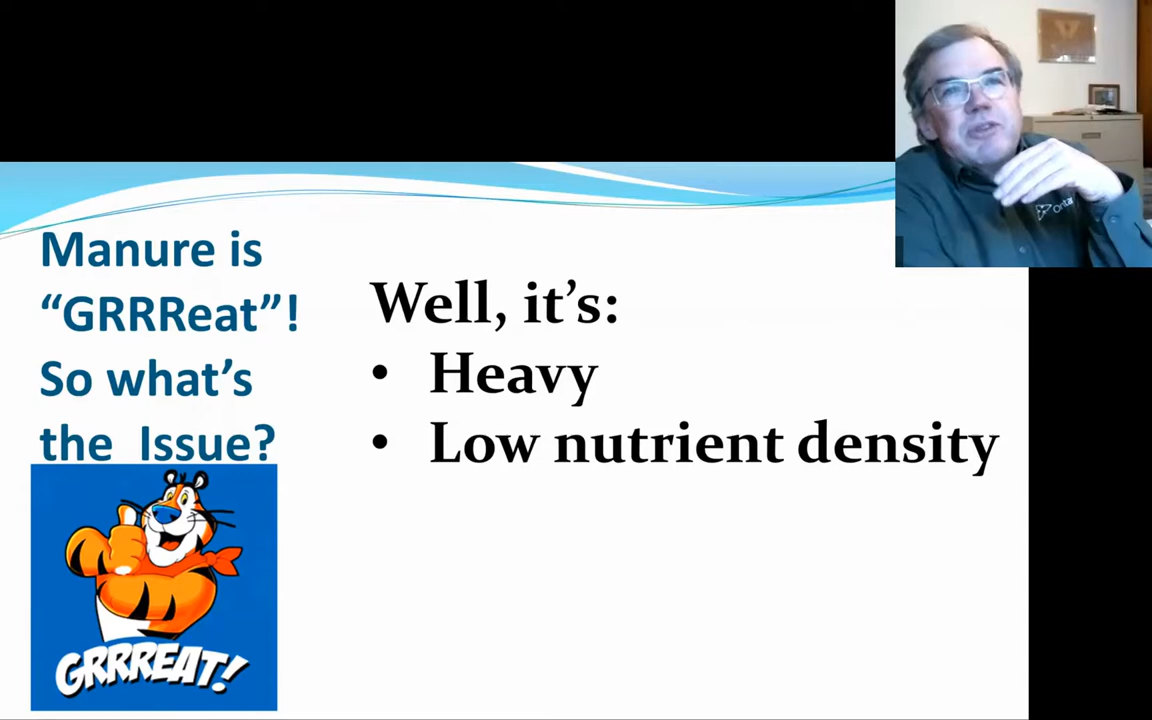 Manure is
“GRRReat”!
So what’s
the  Issue?
GRRREAT!
Well, it’s:
• Heavy
• Low nutrient density